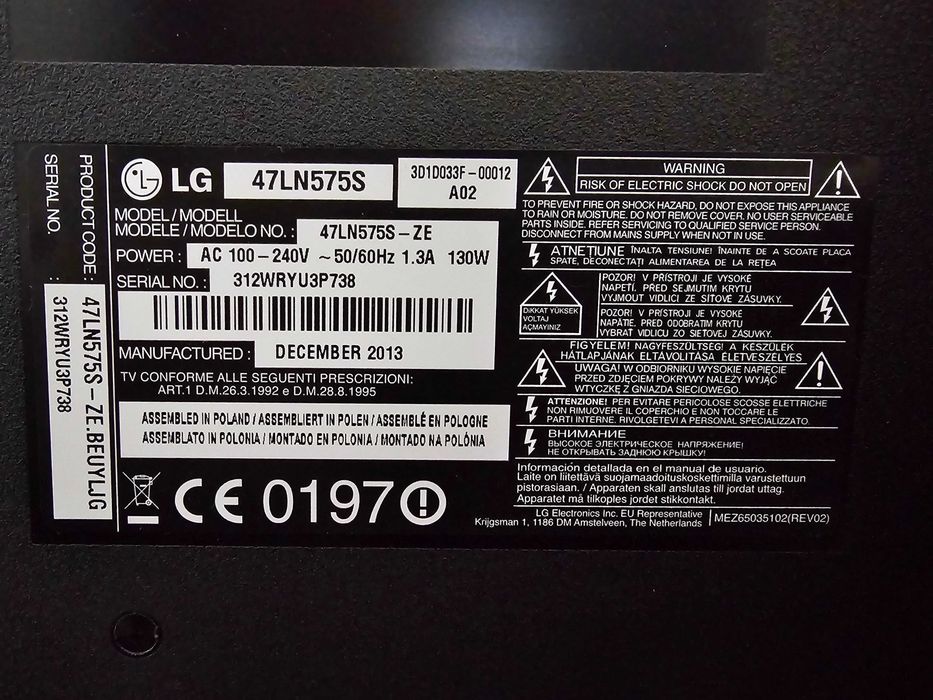 PRODUCT CODE : 47LN575S - ZE.BEUYLJG
SERIAL NO. : 312WRYU3P738
LG 47LN575S
3D1D033F-00012
A02
MODEL / MODELL
MODELE / MODELO NO. : 47LN575S-ZE
POWER : AC 100-240V ~50/60Hz 1.3A 130W
SERIAL NO. : 312WRYU3P738
MANUFACTURED : DECEMBER 2013
TV CONFORME ALLE SEGUENTI PRESCRIZIONI:
ART.1 D.M.26.3.1992 e D.M.28.8.1995
ASSEMBLED IN POLAND / ASSEMBLIERT IN POLEN / ASSEMBLÉ EN POLOGNE
ASSEMBLATO IN POLONIA / MONTADO EN POLONIA / MONTADO NA POLÓNIA
CE 0197
WARNING
RISK OF ELECTRIC SHOCK DO NOT OPEN
TO PREVENT FIRE OR SHOCK HAZARD, DO NOT EXPOSE THIS APPLIANCE
TO RAIN OR MOISTURE. DO NOT REMOVE COVER. NO USER SERVICEABLE
PARTS INSIDE. REFER SERVICING TO QUALIFIED SERVICE PERSON.
DISCONNECT FROM MAINS SUPPLY WHEN NOT IN USE.
ATNEŢIUNE ÎNALTA TENSIUNE! ÎNAINTE DE A SCOATE PLACA
SPATE, DECONECTAŢI ALIMENTAREA DE LA REŢEA
DIKKAT YÜKSEK
VOLTAJ
AÇMAYINIZ
POZOR! V PŘÍSTROJI JE VYSOKÉ
NAPETÍ. PŘED SEJMUTIM KRYTU
VYJMOUT VIDLICI ZE SÍŤOVÉ ZÁSUVKY.
POZOR! V PRÍSTROJI JE VYSOKÉ
NAPÄTIE. PRED ODOBRATIM KRYTU
VYBRAT VIDLICU ZO SIEŤOVEJ ZÁSUVKY.
FIGYELEM! NAGYFESZÜLTSÉG! A KÉSZÜLÉK
HÁTLAPJÁNAK ELTÁVOLÍTÁSA ÉLETVESZÉLYES
UWAGA! W ODBIORNIKU WYSOKIE NAPIĘCIE
PRZED ZDJĘCIEM POKRYWY NALEŻY WYJĄC
WTYCZKĘ Z GNIAZDA SIECIOWEGO.
ATTENZIONE! PER EVITARE PERICOLOSE SCOSSE ELETTRICHE
NON RIMUOVERE IL COPERCHIO E NON TOCCARE LE
PARTI INTERNE. RIVOLGETEVI A PERSONAL SPECIALIZZATO.
ВНИМАНИЕ
ВЫСОКОЕ ЭЛЕКТРИЧЕСКОЕ НАПРЯЖЕНИЕ!
НЕ ОТКРЫВАТЬ ЗАДНЮЮ КРЫШКУ!
Información detallada en el manual de usuario.
Laite on liitettävä suojamaadoituskoskettimilla varustettuun
pistorasiaan. / Apparaten skall anslutas till jordat uttag.
Apparatet må tilkoples jordet stikkontakt.
LG Electronics Inc. EU Representative
Krijgsman 1, 1186 DM Amstelveen, The Netherlands
MEZ65035102(REV02)